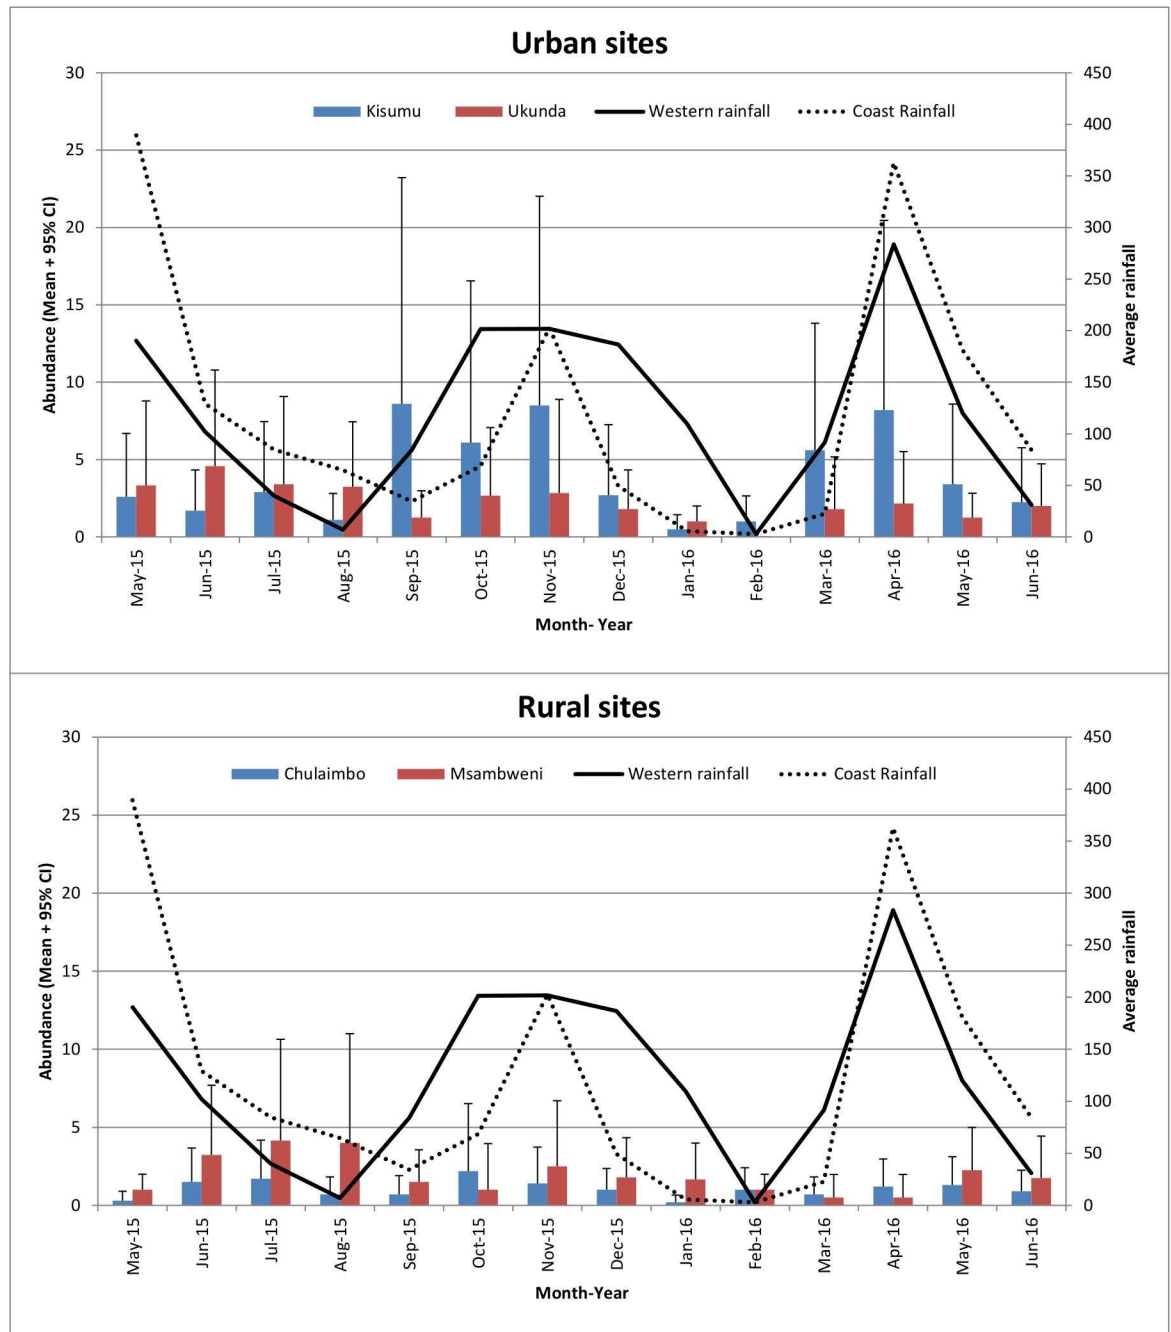 Urban sites
Kisumu Ukunda Western rainfall Coast Rainfall
Abundance (Mean + 95% CI)
30
25
20
15
10
5
0
450
400
350
300
250
200
150
100
50
0
Average rainfall
May-15 Jun-15 Jul-15 Aug-15 Sep-15 Oct-15 Nov-15 Dec-15 Jan-16 Feb-16 Mar-16 Apr-16 May-16 Jun-16
Month- Year
Rural sites
Chulaimbo Msambweni Western rainfall Coast Rainfall
Abundance (Mean + 95% CI)
30
25
20
15
10
5
0
450
400
350
300
250
200
150
100
50
0
Average rainfall
May-15 Jun-15 Jul-15 Aug-15 Sep-15 Oct-15 Nov-15 Dec-15 Jan-16 Feb-16 Mar-16 Apr-16 May-16 Jun-16
Month-Year